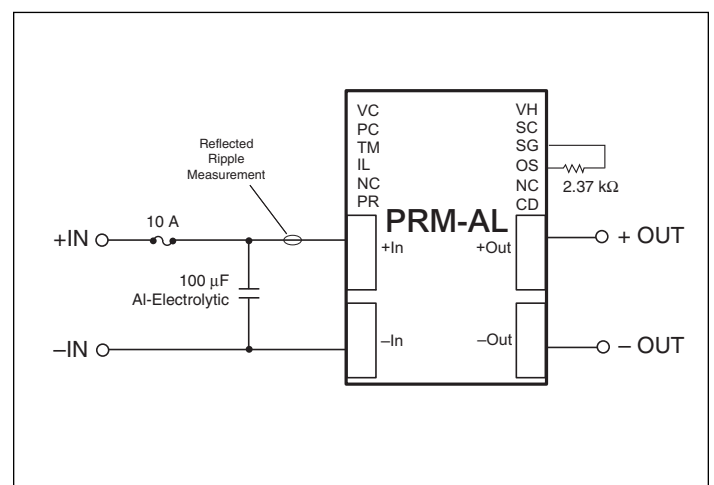 Reflected
Ripple
Measurement
+IN
10 A
100 μF
Al-Electrolytic
–IN
VC
PC
TM
IL
NC
PR
VH
SC
SG
OS
NC
CD
2.37 kΩ
PRM-AL
+In
+Out
–In
–Out
+ OUT
– OUT